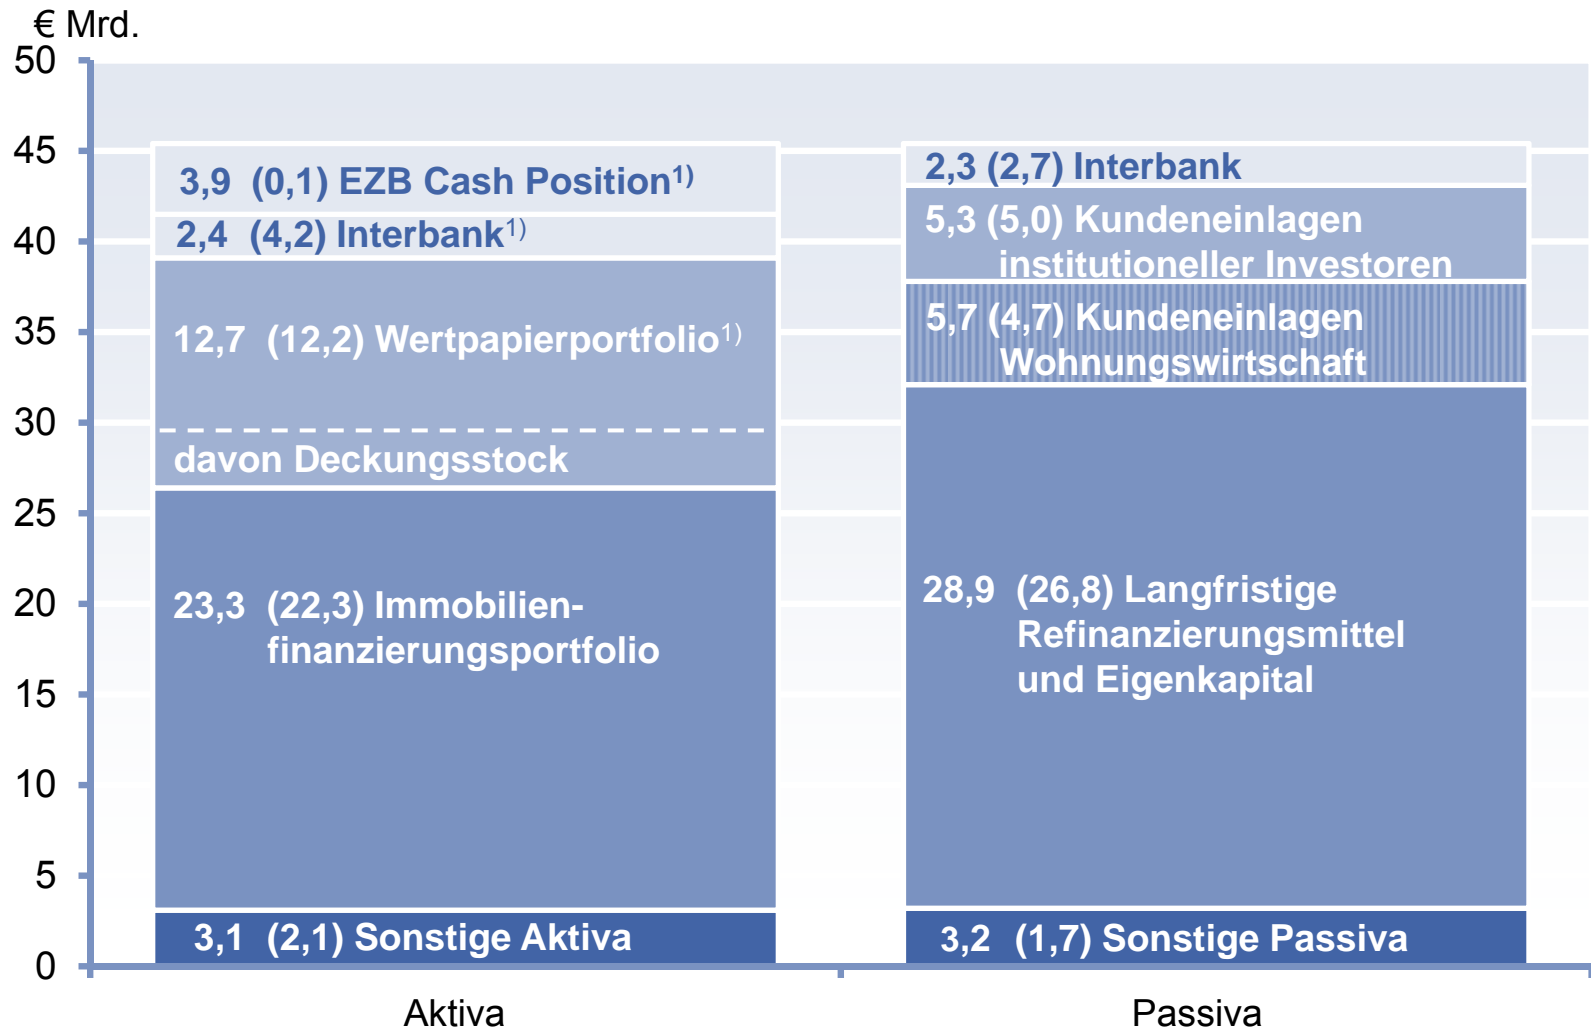 € Mrd.
50
45
40
35
30
25
20
15
10
5
0
3,9 (0,1) EZB Cash Position1)
2,4 (4,2) Interbank1)
12,7 (12,2) Wertpapierportfolio1)
davon Deckungsstock
23,3 (22,3) Immobilien-
finanzierungsportfolio
3,1 (2,1) Sonstige Aktiva
2,3 (2,7) Interbank
5,3 (5,0) Kundeneinlagen
institutioneller Investoren
5,7 (4,7) Kundeneinlagen
Wohnungswirtschaft
28,9 (26,8) Langfristige
Refinanzierungsmittel
und Eigenkapital
3,2 (1,7) Sonstige Passiva
Aktiva
Passiva